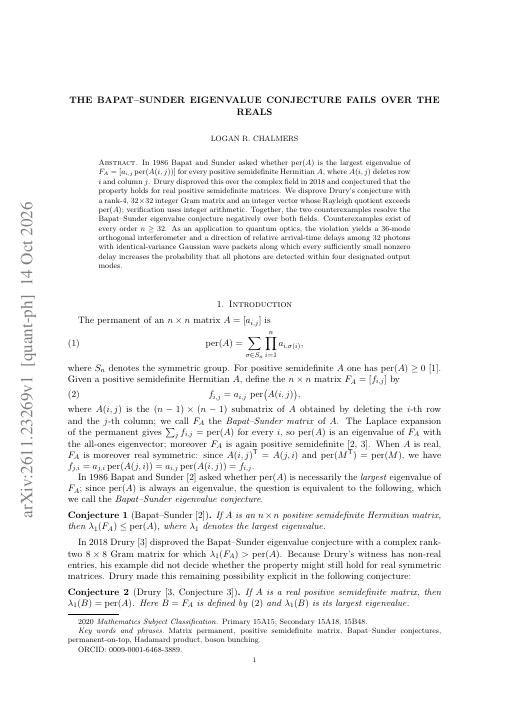 THE BAPAT–SUNDER EIGENVALUE CONJECTURE FAILS OVER THE
REALS
LOGAN R. CHALMERS
Abstract. In 1986 Bapat and Sunder asked whether per(A) is the largest eigenvalue of
F_A = [a_{i,j} per(A(i, j))] for every positive semidefinite Hermitian A, where A(i, j) deletes row
i and column j. Drury disproved this over the complex field in 2018 and conjectured that the
property holds for real positive semidefinite matrices. We disprove Drury's conjecture with
a rank-4, 32×32 integer Gram matrix and an integer vector whose Rayleigh quotient exceeds
per(A); verification uses integer arithmetic. Together, the two counterexamples resolve the
Bapat–Sunder eigenvalue conjecture negatively over both fields. Counterexamples exist of
every order n ≥ 32. As an application to quantum optics, the violation yields a 36-mode
orthogonal interferometer and a direction of relative arrival-time delays among 32 photons
with identical-variance Gaussian wave packets along which every sufficiently small nonzero
delay increases the probability that all photons are detected within four designated output
modes.
1. Introduction
The permanent of an n × n matrix A = [a_{i,j}] is
(1) per(A) = ∑_{σ∈S_n} ∏_{i=1}^{n} a_{i,σ(i)},
where S_n denotes the symmetric group. For positive semidefinite A one has per(A) ≥ 0 [1].
Given a positive semidefinite Hermitian A, define the n × n matrix F_A = [f_{i,j}] by
(2) f_{i,j} = a_{i,j} per(A(i, j)),
where A(i, j) is the (n − 1) × (n − 1) submatrix of A obtained by deleting the i-th row
and the j-th column; we call F_A the Bapat–Sunder matrix of A. The Laplace expansion
of the permanent gives ∑_j f_{i,j} = per(A) for every i, so per(A) is an eigenvalue of F_A with
the all-ones eigenvector; moreover F_A is again positive semidefinite [2, 3]. When A is real,
F_A is moreover real symmetric: since A(i, j)^T = A(j, i) and per(M^T) = per(M), we have
f_{j,i} = a_{j,i} per(A(j, i)) = a_{i,j} per(A(i, j)) = f_{i,j}.
In 1986 Bapat and Sunder [2] asked whether per(A) is necessarily the largest eigenvalue of
F_A; since per(A) is always an eigenvalue, the question is equivalent to the following, which
we call the Bapat–Sunder eigenvalue conjecture.
Conjecture 1 (Bapat–Sunder [2]). If A is an n×n positive semidefinite Hermitian matrix,
then λ_1(F_A) ≤ per(A), where λ_1 denotes the largest eigenvalue.
In 2018 Drury [3] disproved the Bapat–Sunder eigenvalue conjecture with a complex rank-
two 8 × 8 Gram matrix for which λ_1(F_A) > per(A). Because Drury's witness has non-real
entries, his example did not decide whether the property might still hold for real symmetric
matrices. Drury made this remaining possibility explicit in the following conjecture:
Conjecture 2 (Drury [3, Conjecture 3]). If A is a real positive semidefinite matrix, then
λ_1(B) = per(A). Here B = F_A is defined by (2) and λ_1(B) is its largest eigenvalue.
2020 Mathematics Subject Classification. Primary 15A15; Secondary 15A18, 15B48.
Key words and phrases. Matrix permanent, positive semidefinite matrix, Bapat–Sunder conjectures,
permanent-on-top, Hadamard product, boson bunching.
ORCID: 0009-0001-6468-3889.
1
arXiv:2611.23269v1 [quant-ph] 14 Oct 2026